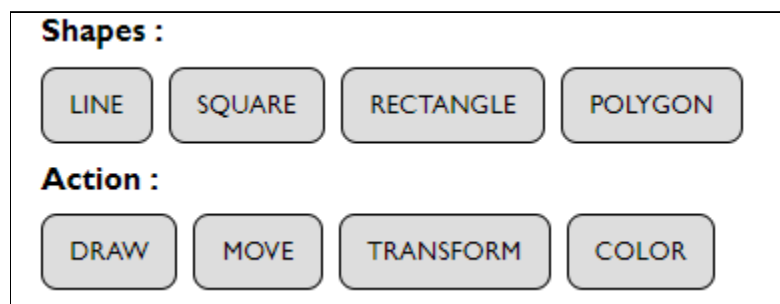 Shapes :
LINE SQUARE RECTANGLE POLYGON
Action :
DRAW MOVE TRANSFORM COLOR